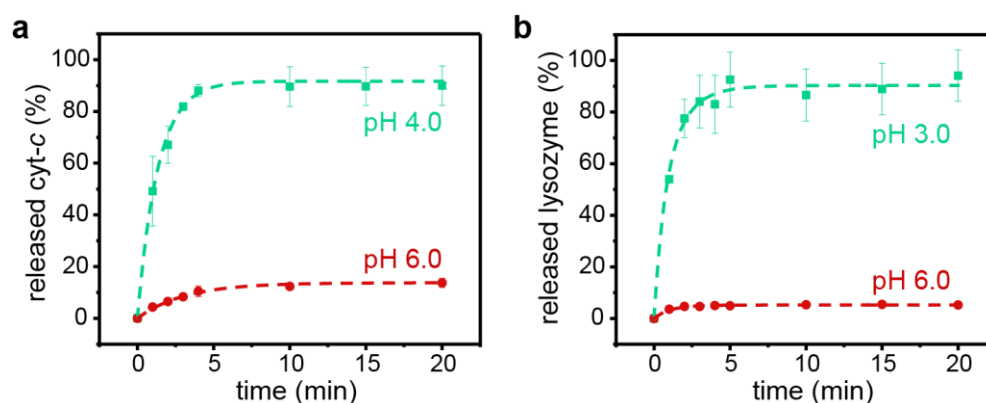 a
released cyt-c (%)
100
80
60
40
20
0
pH 4.0
pH 6.0
0 5 10 15 20
time (min)
b
released lysozyme (%)
100
80
60
40
20
0
pH 3.0
pH 6.0
0 5 10 15 20
time (min)